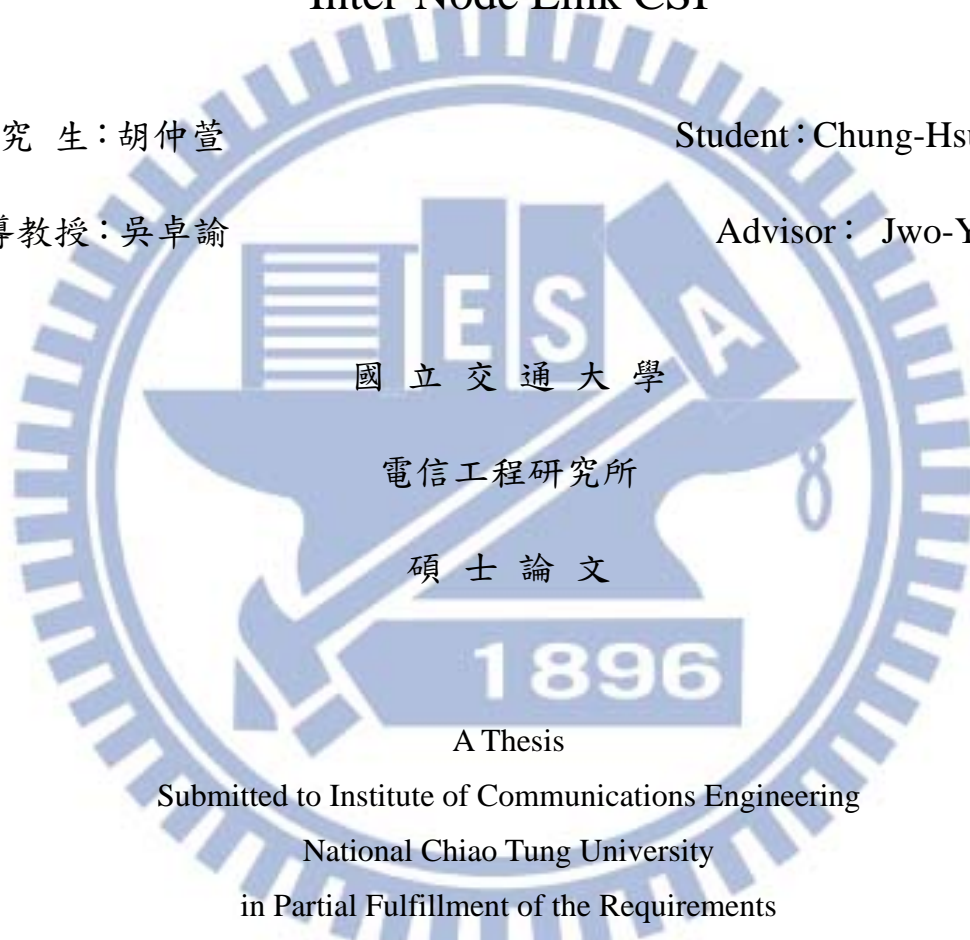 Inter-Node Link CSI
究 生：胡仲萱 Student：Chung-Hsu
導教授：吳卓諭 Advisor： Jwo-Y
E S A
國 立 交 通 大 學
電信工程研究所
碩 士 論 文
1896
A Thesis
Submitted to Institute of Communications Engineering
National Chiao Tung University
in Partial Fulfillment of the Requirements